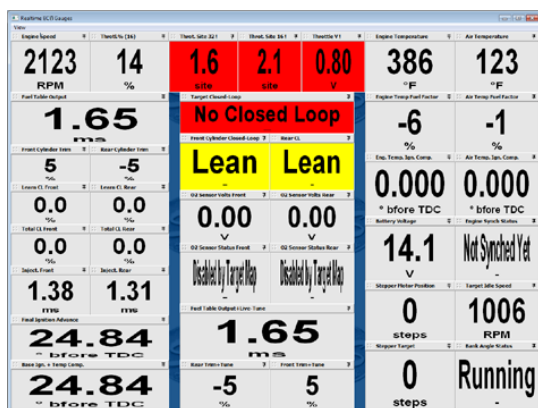 Realtime SCIT Gauges
View
Engine Speed
2123
RPM
Throt% (16)
14
%
Throt. Site 32 1
1.6
site
Throt. Site 16 1
2.1
site
Throttle V 1
0.80
V
Engine Temperature
386
°F
Air Temperature
123
°F
Fuel Table Output
1.65
ms
Target Closed-Loop
No Closed Loop
Engine Temp Fuel Factor
-6
%
Air Temp Fuel Factor
-1
%
Front Cylinder Trim
5
%
Rear Cylinder Trim
-5
%
Front Cylinder Closed-Loop
Lean
-
Rear CL
Lean
-
Eng. Temp. Ign. Comp.
0.000
° bfore TDC
Air Temp. Ign. Comp.
0.000
° bfore TDC
Learn CL Front
0.0
%
Learn CL Rear
0.0
%
O2 Sensor Volts Front
0.00
V
O2 Sensor Volts Rear
0.00
V
Total CL Front
0.0
%
Total CL Rear
0.0
%
Battery Voltage
14.1
V
Engine Synch Status
Not Synched Yet
-
O2 Sensor Status Front
Disabled by Target Map
-
O2 Sensor Status Rear
Disabled by Target Map
-
Inject. Front
1.38
ms
Inject. Rear
1.31
ms
Stepper Motor Position
0
steps
Target Idle Speed
1006
RPM
Final Ignition Advance
24.84
° bfore TDC
Fuel Table Output+Live-Tune
1.65
ms
Base Ign. + Temp Comp.
24.84
° bfore TDC
Rear Trim+Tune
-5
%
Front Trim+Tune
5
%
Stepper Target
0
steps
Bank Angle Status
Running
-